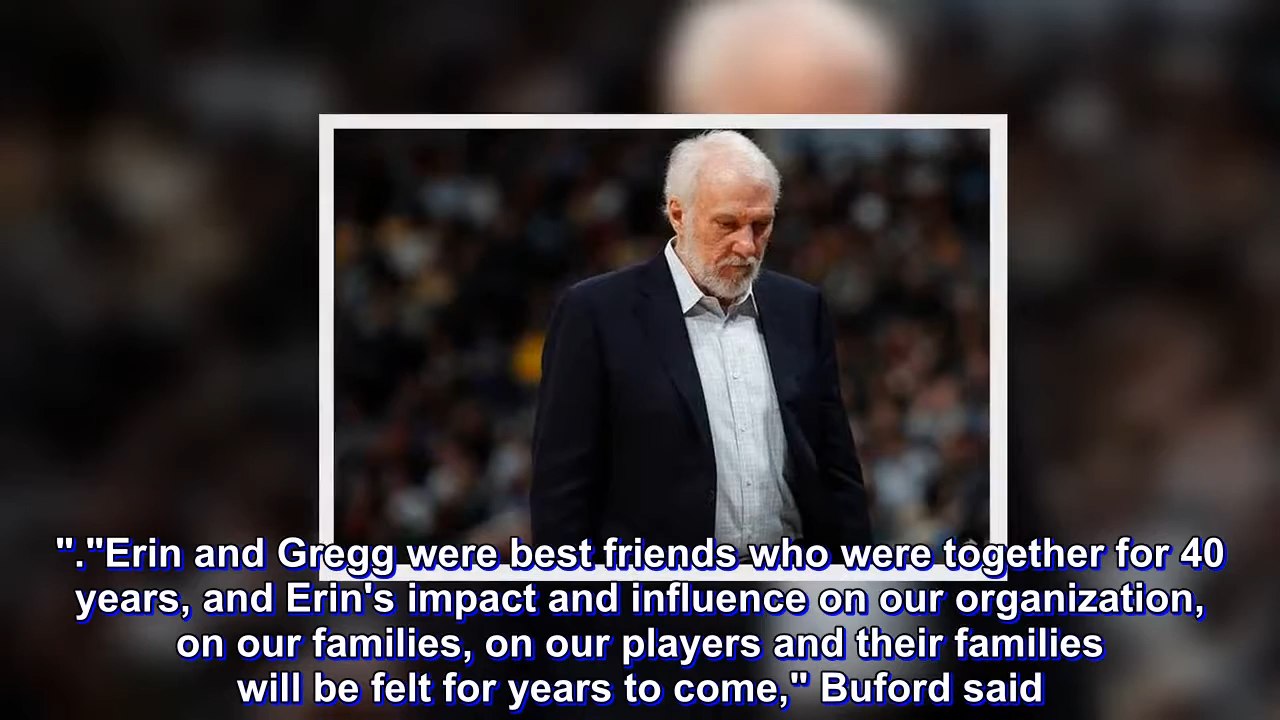 "."Erin and Gregg were best friends who were together for 40
years, and Erin's impact and influence on our organization,
on our families, on our players and their families
will be felt for years to come," Buford said